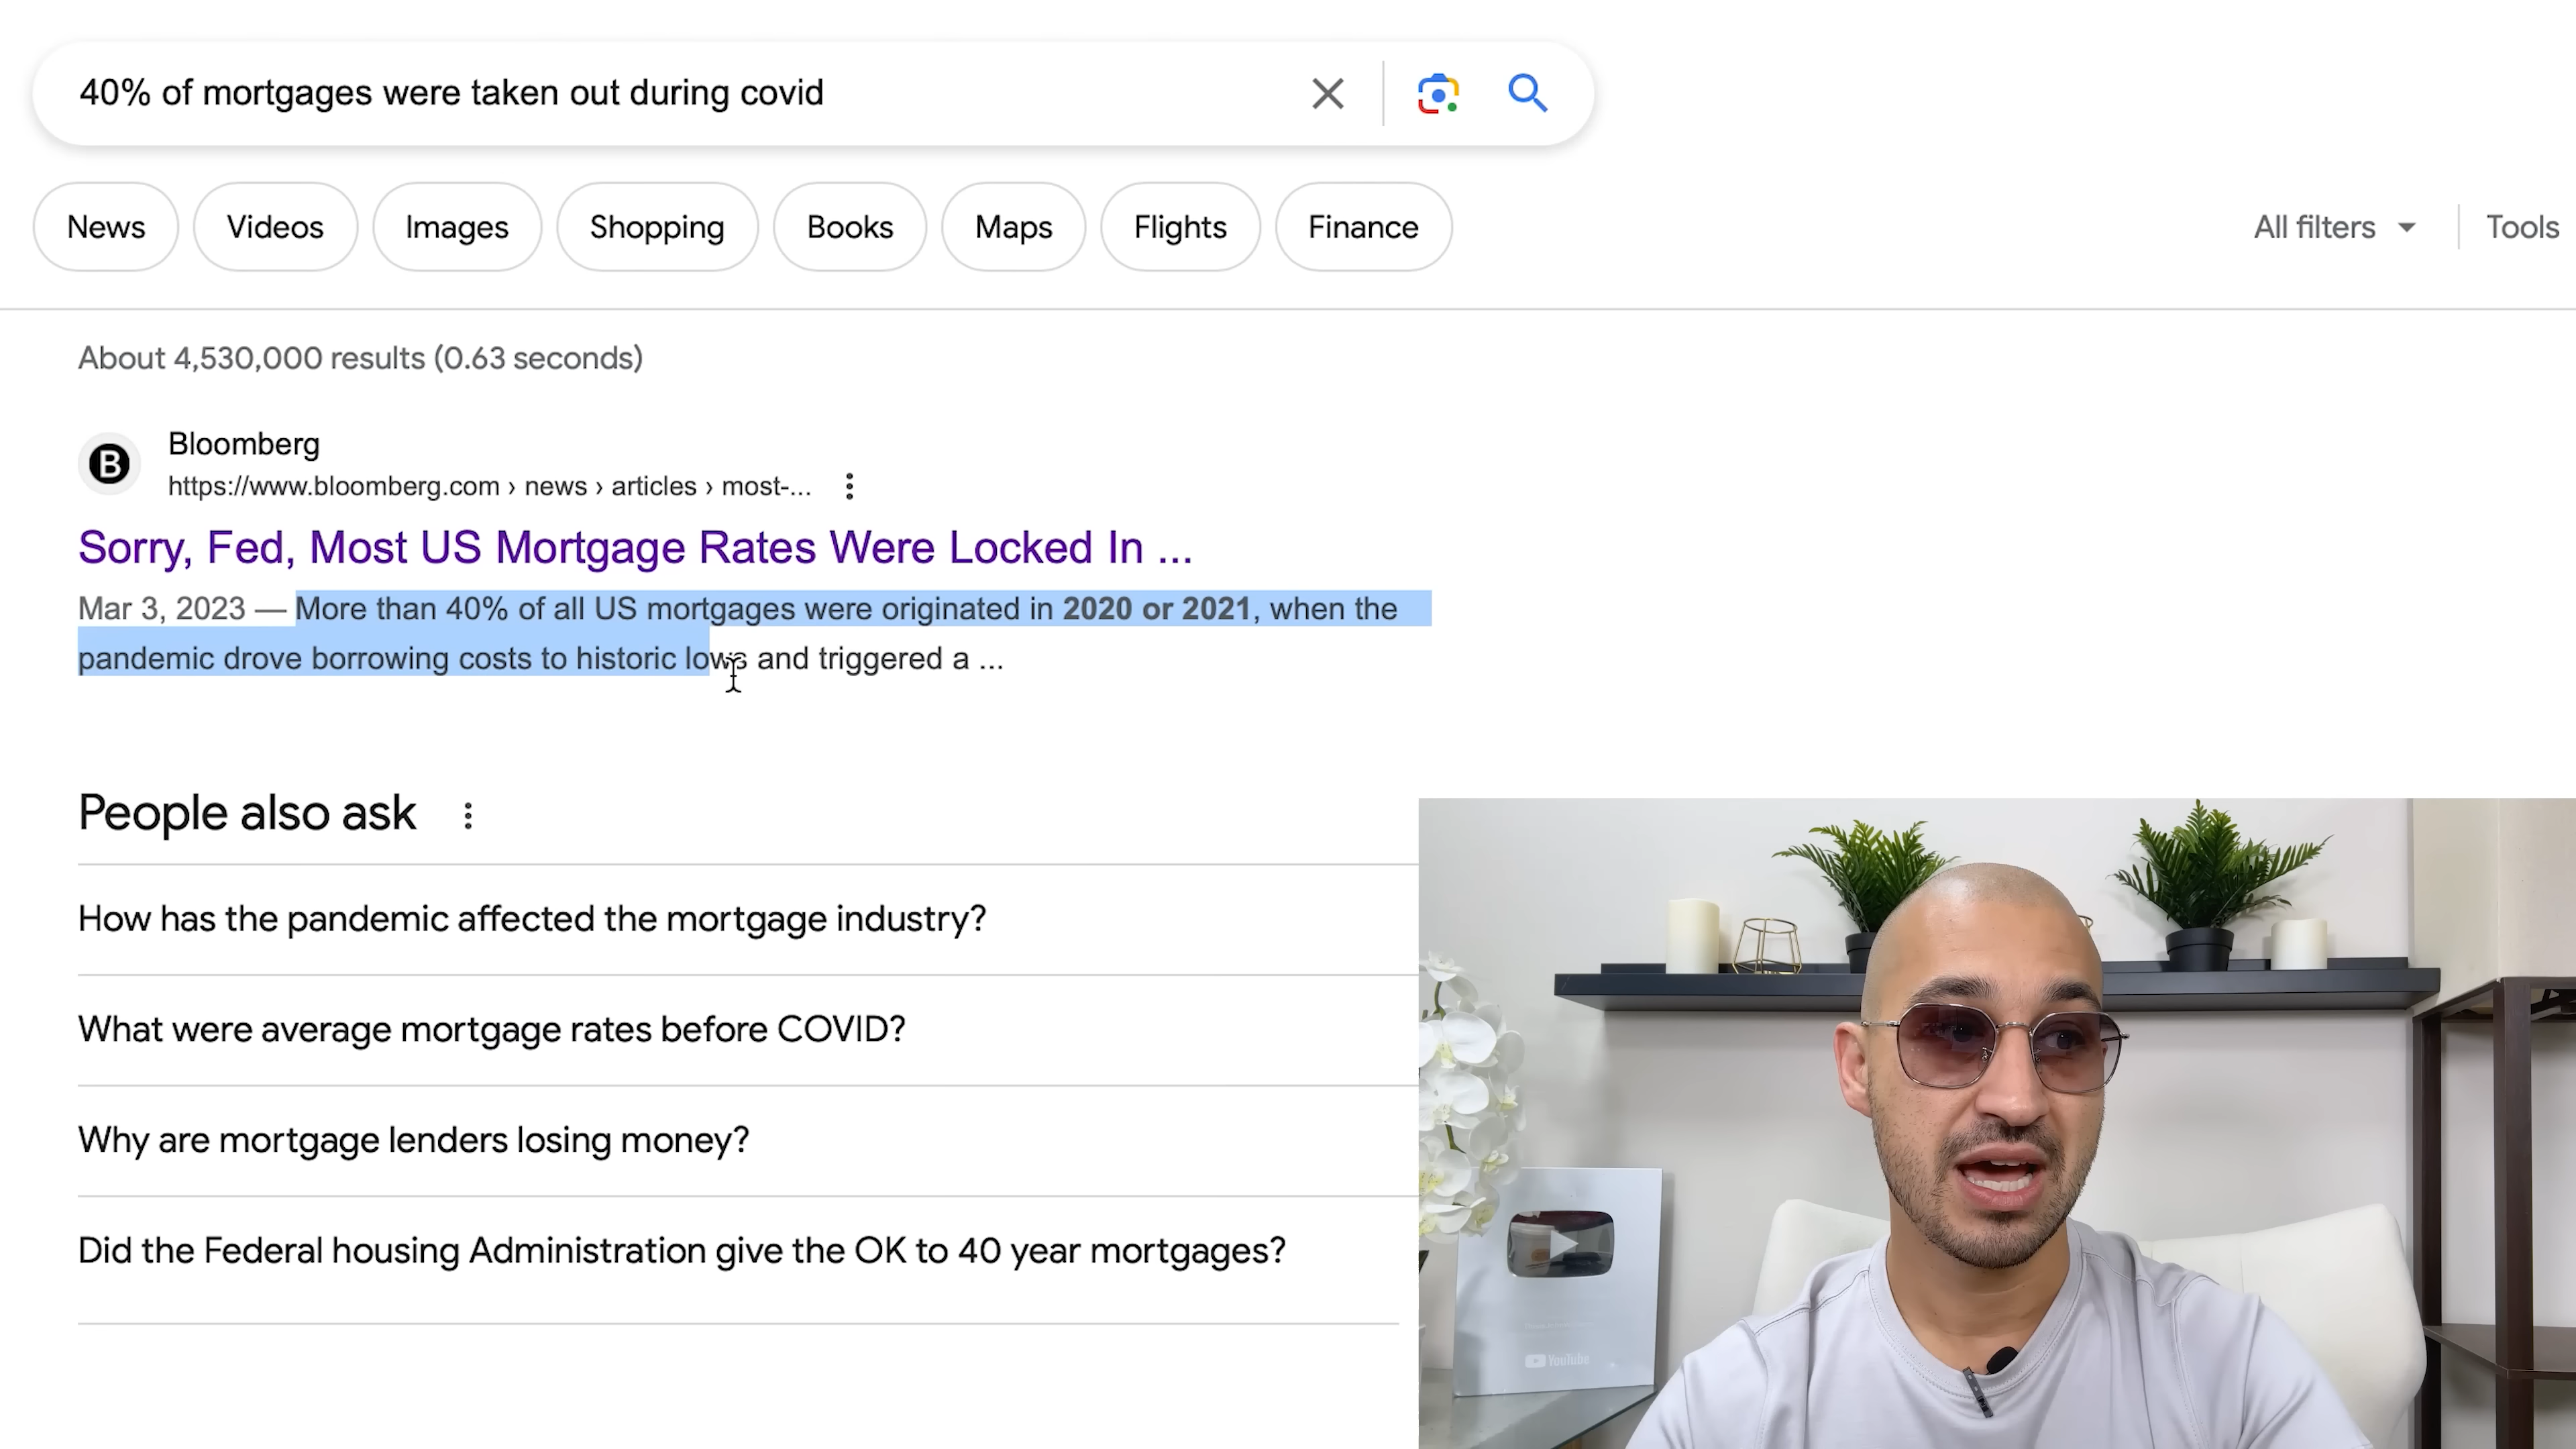 40% of mortgages were taken out during covid
News
Videos
Images
Shopping
Books
Maps
Flights
Finance
All filters
Tools
About 4,530,000 results (0.63 seconds)
B
Bloomberg
https://www.bloomberg.com › news › articles › most-...
Sorry, Fed, Most US Mortgage Rates Were Locked In ...
Mar 3, 2023 — More than 40% of all US mortgages were originated in 2020 or 2021, when the
pandemic drove borrowing costs to historic lows and triggered a ...
People also ask
How has the pandemic affected the mortgage industry?
What were average mortgage rates before COVID?
Why are mortgage lenders losing money?
Did the Federal housing Administration give the OK to 40 year mortgages?
YouTube